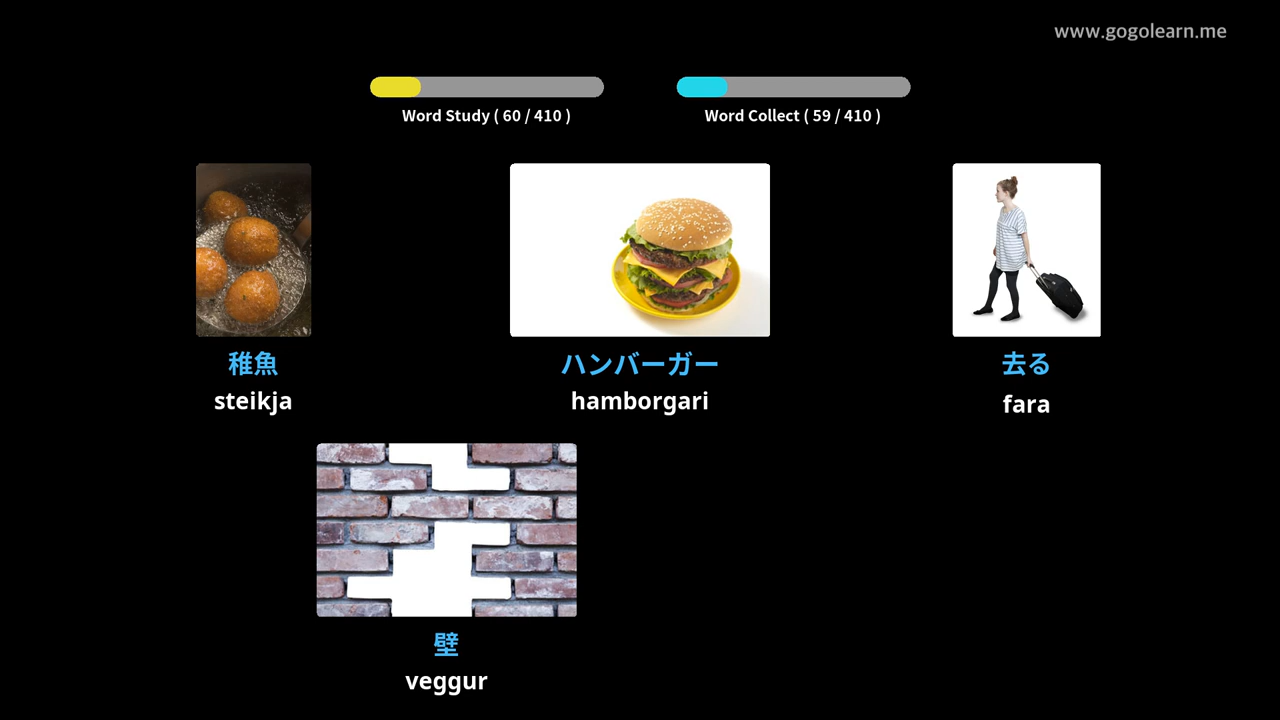 www.gogolearn.me
Word Study ( 60 / 410 )
Word Collect ( 59 / 410 )
稚魚
steikja
ハンバーガー
hamborgari
去る
fara
壁
veggur